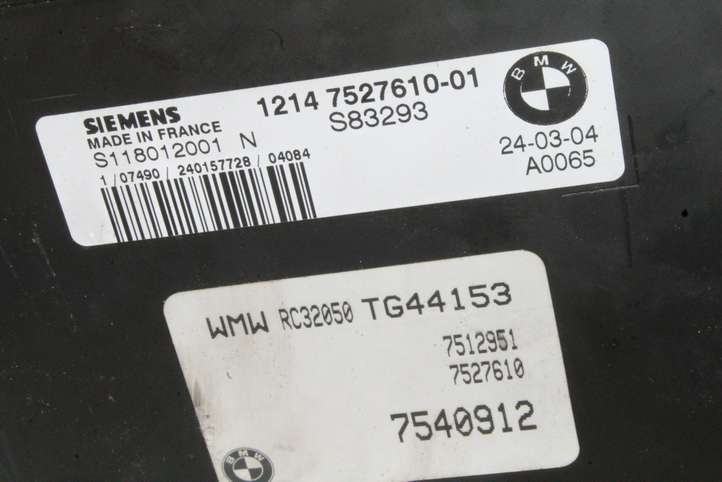 SIEMENS 1214 7527610-01
MADE IN FRANCE
S118012001 N S83293
1/07490/240157728/04084
BMW
24-03-04
A0065
WMW RC32050 TG44153
7512951
7527610
7540912
BMW